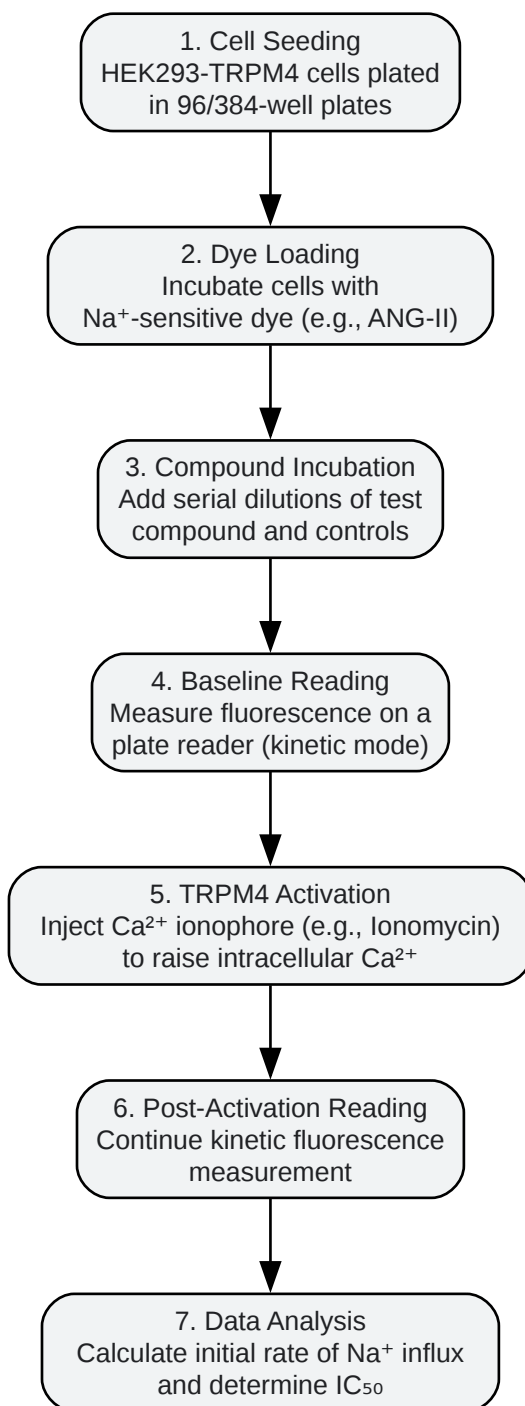 1. Cell Seeding
HEK293-TRPM4 cells plated
in 96/384-well plates
2. Dye Loading
Incubate cells with
Na⁺-sensitive dye (e.g., ANG-II)
3. Compound Incubation
Add serial dilutions of test
compound and controls
4. Baseline Reading
Measure fluorescence on a
plate reader (kinetic mode)
5. TRPM4 Activation
Inject Ca²⁺ ionophore (e.g., Ionomycin)
to raise intracellular Ca²⁺
6. Post-Activation Reading
Continue kinetic fluorescence
measurement
7. Data Analysis
Calculate initial rate of Na⁺ influx
and determine IC₅₀